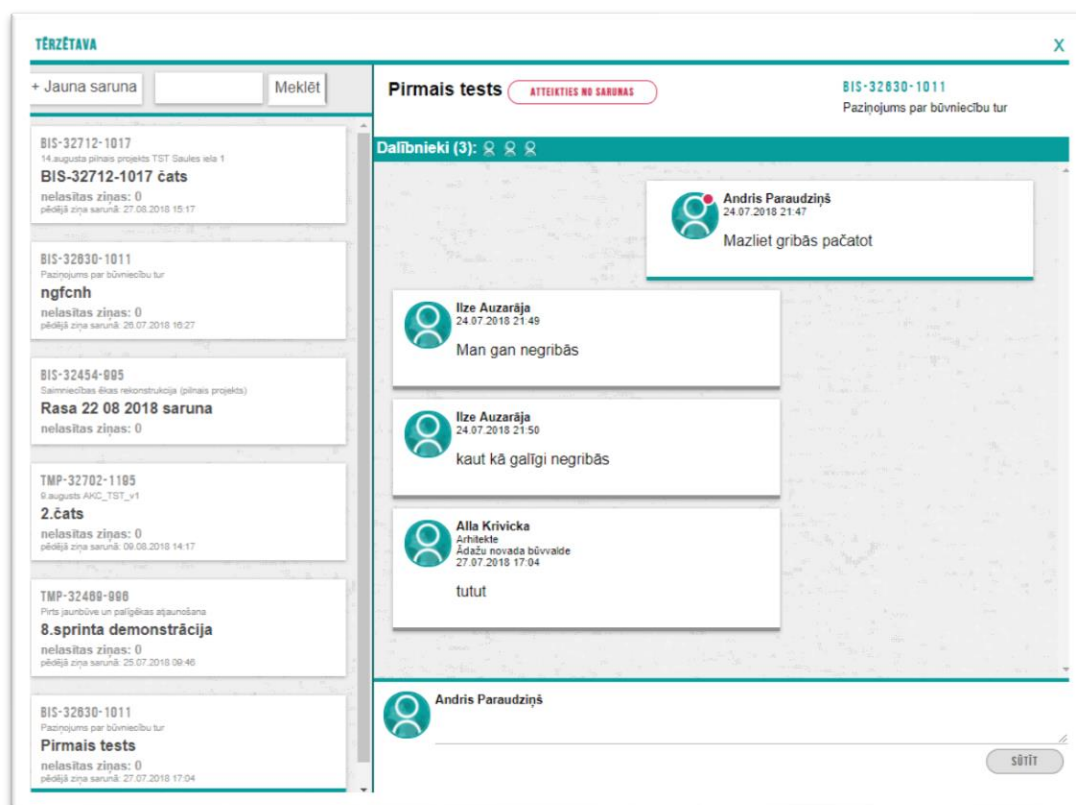 TĒRZĒTAVA
X
+ Jauna saruna
Meklēt
BIS-32712-1017
14.augusta pilnais projekts TST Saules iela 1
BIS-32712-1017 čats
nelasītas ziņas: 0
pēdējā ziņa sarunā: 27.08.2018 15:17
BIS-32630-1011
Paziņojums par būvniecību tur
ngfcnh
nelasītas ziņas: 0
pēdējā ziņa sarunā: 26.07.2018 16:27
BIS-32454-995
Saimniecības ēkas rekonstrukcija (pilnais projekts)
Rasa 22 08 2018 saruna
nelasītas ziņas: 0
TMP-32702-1195
9.augusts AKC_TST_v1
2.čats
nelasītas ziņas: 0
pēdējā ziņa sarunā: 09.08.2018 14:17
TMP-32469-996
Pirts jaunbūve un palīgēkas atjaunošana
8.sprinta demonstrācija
nelasītas ziņas: 0
pēdējā ziņa sarunā: 25.07.2018 09:46
BIS-32630-1011
Paziņojums par būvniecību tur
Pirmais tests
nelasītas ziņas: 0
pēdējā ziņa sarunā: 27.07.2018 17:04
Pirmais tests
ATTEIKTIES NO SARUNAS
BIS-32630-1011
Paziņojums par būvniecību tur
Dalībnieki (3):
Andris Paraudziņš
24.07.2018 21:47
Mazliet gribās pačatot
Ilze Auzarāja
24.07.2018 21:49
Man gan negribās
Ilze Auzarāja
24.07.2018 21:50
kaut kā galīgi negribās
Alla Krivicka
Arhitekte
Ādažu novada būvvalde
27.07.2018 17:04
tutut
Andris Paraudziņš
SŪTĪT